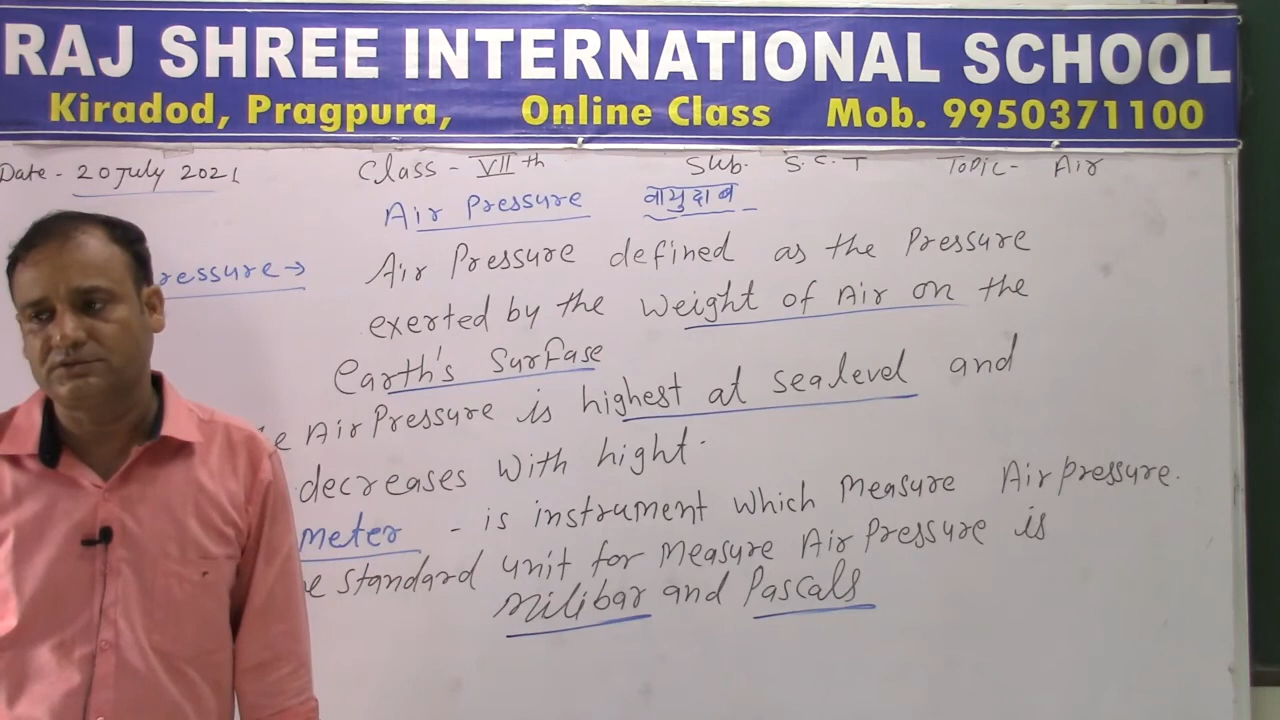 RAJ SHREE INTERNATIONAL SCHOOL
Kiradod, Pragpura, Online Class Mob. 9950371100
Date - 20 July 2021 Class - VII th Sub. S.C.T Topic - Air
Air Pressure वायुदाब
ressure → Air Pressure defined as the Pressure
exerted by the weight of Air on the
Earth's Surfase
e Air Pressure is highest at sealevel and
decreases with hight.
meter - is instrument which measure Air pressure.
e standard unit for measure Air Pressure is
Milibar and Pascals